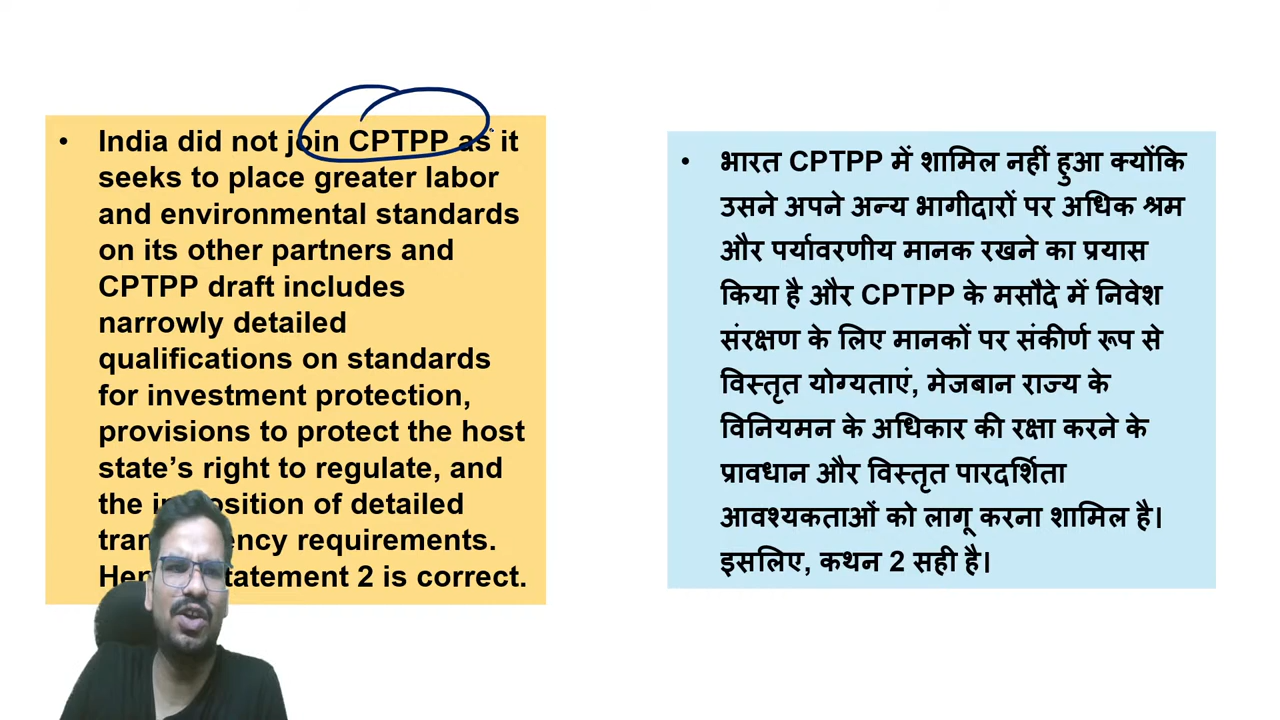 • India did not join CPTPP as it
seeks to place greater labor
and environmental standards
on its other partners and
CPTPP draft includes
narrowly detailed
qualifications on standards
for investment protection,
provisions to protect the host
state's right to regulate, and
the of detailed
requirements.
2 is correct.
• भारत CPTPP में शामिल नहीं हुआ क्योंकि
उसने अपने अन्य भागीदारों पर अधिक श्रम
और पर्यावरणीय मानक रखने का प्रयास
किया है और CPTPP के मसौदे में निवेश
संरक्षण के लिए मानकों पर संकीर्ण रूप से
विस्तृत योग्यताएं, मेजबान राज्य के
विनियमन के अधिकार की रक्षा करने के
प्रावधान और विस्तृत पारदर्शिता
आवश्यकताओं को लागू करना शामिल है।
इसलिए, कथन 2 सही है।